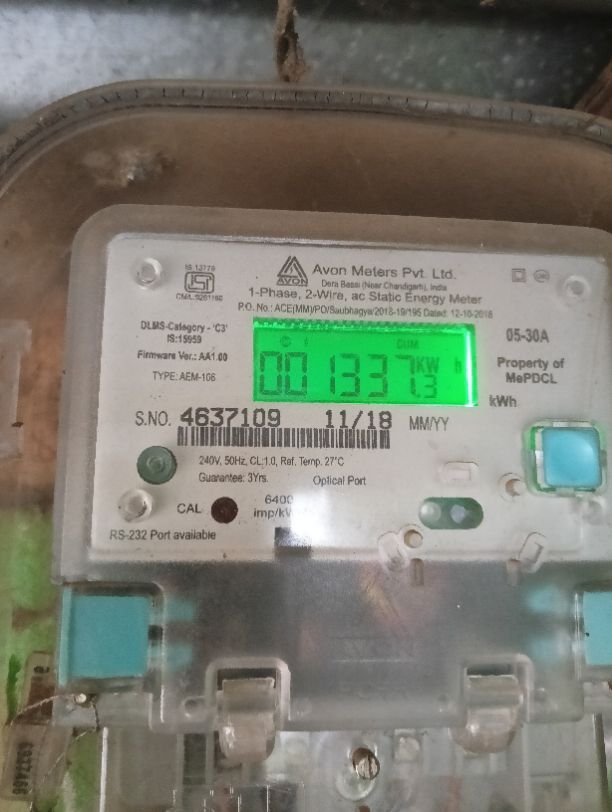 IS 13779
ISI
CM/L:9261190
AVON
Avon Meters Pvt. Ltd.
Dera Bassi (Near Chandigarh), India
1-Phase, 2-Wire, ac Static Energy Meter
P.O. No.: ACE(MM)/PO/Saubhagya/2018-19/195 Dated: 12-10-2018
DLMS-Category - 'C3'
IS:15959
Firmware Ver.: AA1.00
TYPE: AEM-106
CUM
001337.3 KW h
05-30A
Property of
MePDCL
kWh
S.NO. 4637109 11/18 MM/YY
240V, 50Hz, CL:1.0, Ref. Temp. 27°C
Guarantee: 3Yrs. Optical Port
CAL
6400
RS-232 Port available